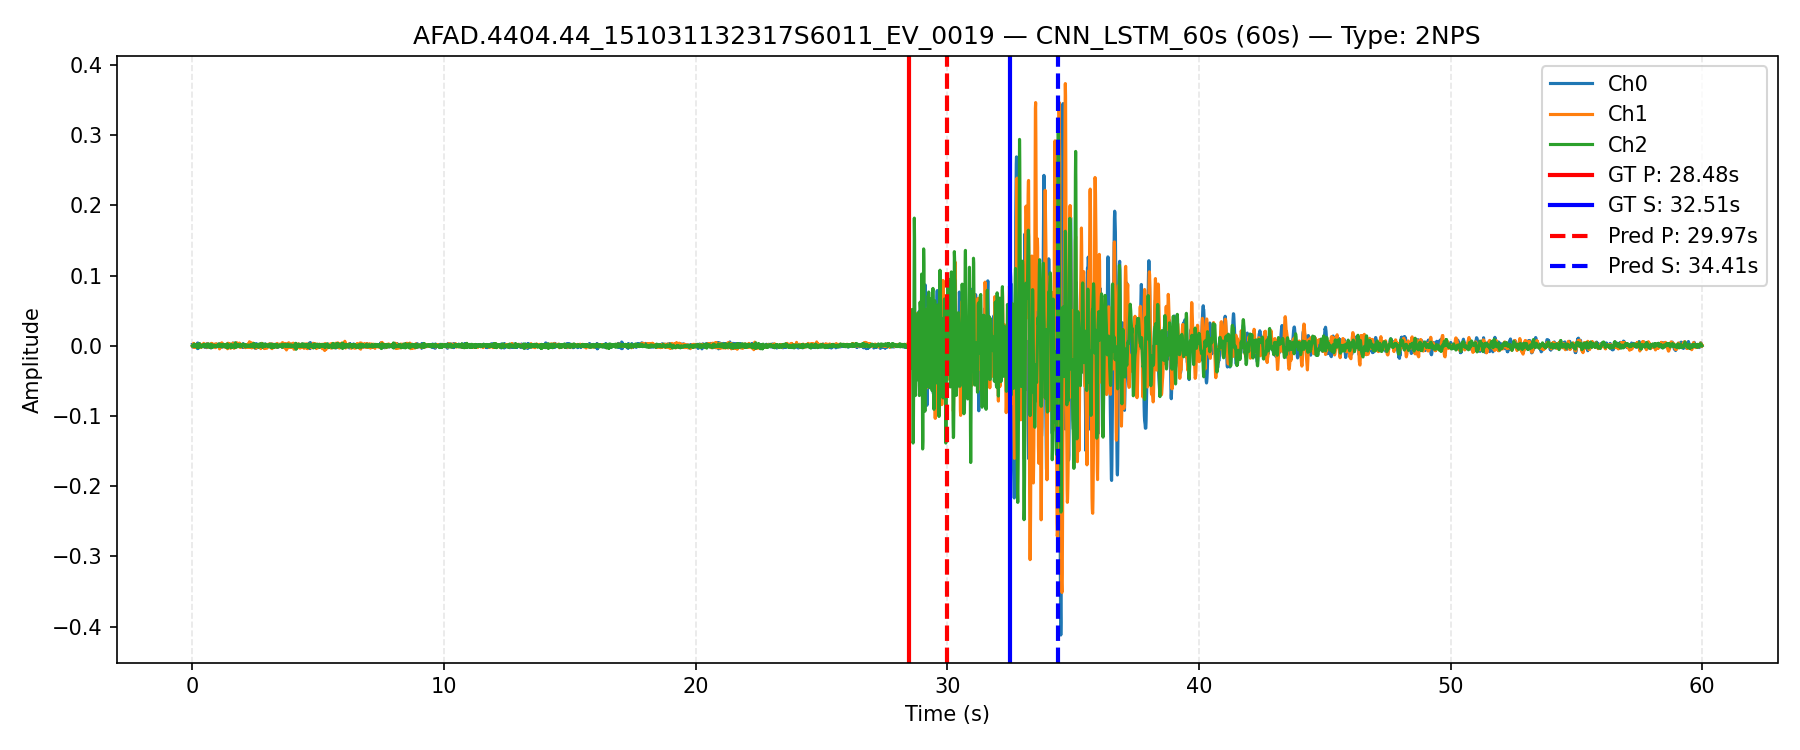 AFAD.4404.44_151031132317S6011_EV_0019 — CNN_LSTM_60s (60s) — Type: 2NPS
Ch0
Ch1
Ch2
GT P: 28.48s
GT S: 32.51s
Pred P: 29.97s
Pred S: 34.41s
Amplitude
0.4
0.3
0.2
0.1
0.0
−0.1
−0.2
−0.3
−0.4
0 10 20 30 40 50 60
Time (s)